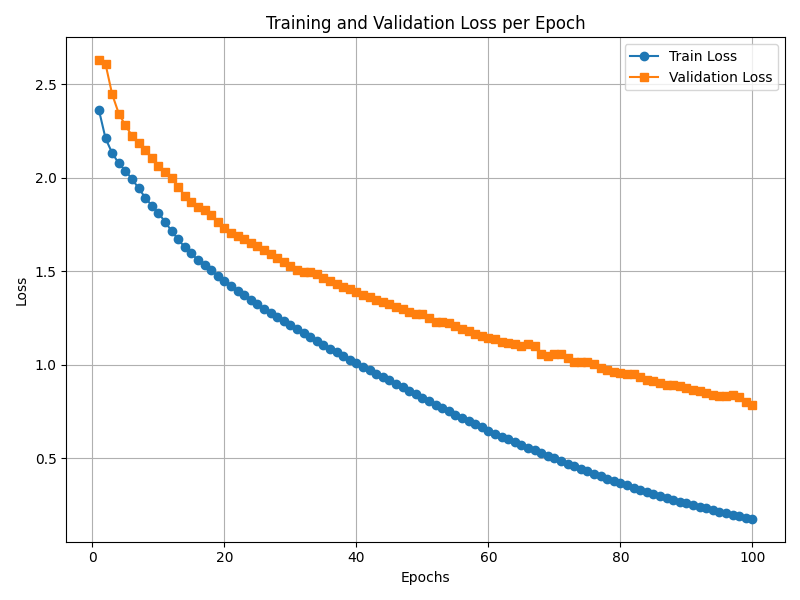 Training and Validation Loss per Epoch
Train Loss
Validation Loss
2.5
2.0
1.5
1.0
0.5
Loss
0 20 40 60 80 100
Epochs